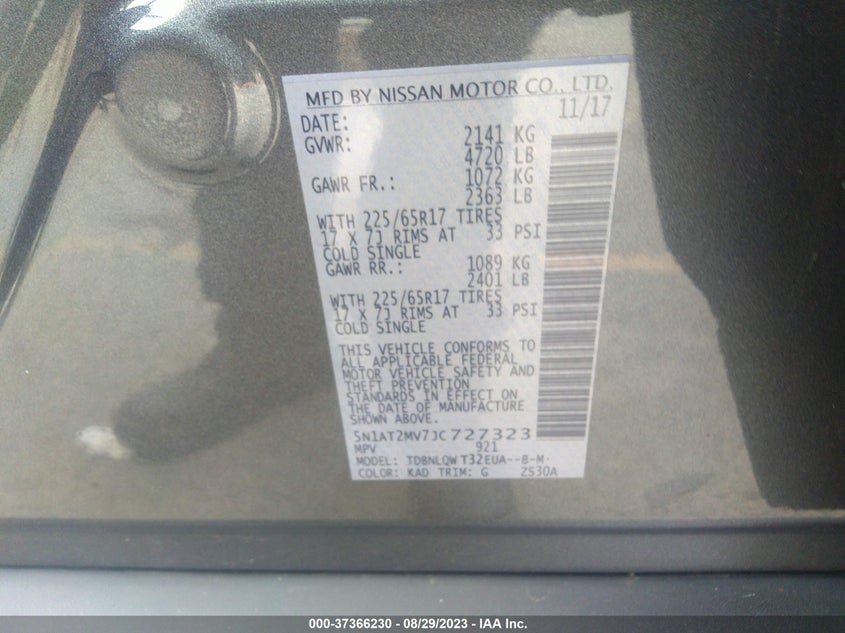 MFD BY NISSAN MOTOR CO., LTD.
DATE: 11/17
GVWR: 2141 KG
4720 LB
GAWR FR.: 1072 KG
2363 LB
WITH 225/65R17 TIRES
17 X 7J RIMS AT 33 PSI
COLD SINGLE
GAWR RR.: 1089 KG
2401 LB
WITH 225/65R17 TIRES
17 X 7J RIMS AT 33 PSI
COLD SINGLE
THIS VEHICLE CONFORMS TO
ALL APPLICABLE FEDERAL
MOTOR VEHICLE SAFETY AND
THEFT PREVENTION
STANDARDS IN EFFECT ON
THE DATE OF MANUFACTURE
SHOWN ABOVE.
5N1AT2MV7JC727323
MPV 921
MODEL: TDBNLQW T32EUA--B-M-
COLOR: KAD TRIM: G ZS30A
000-37366230 - 08/29/2023 - IAA Inc.